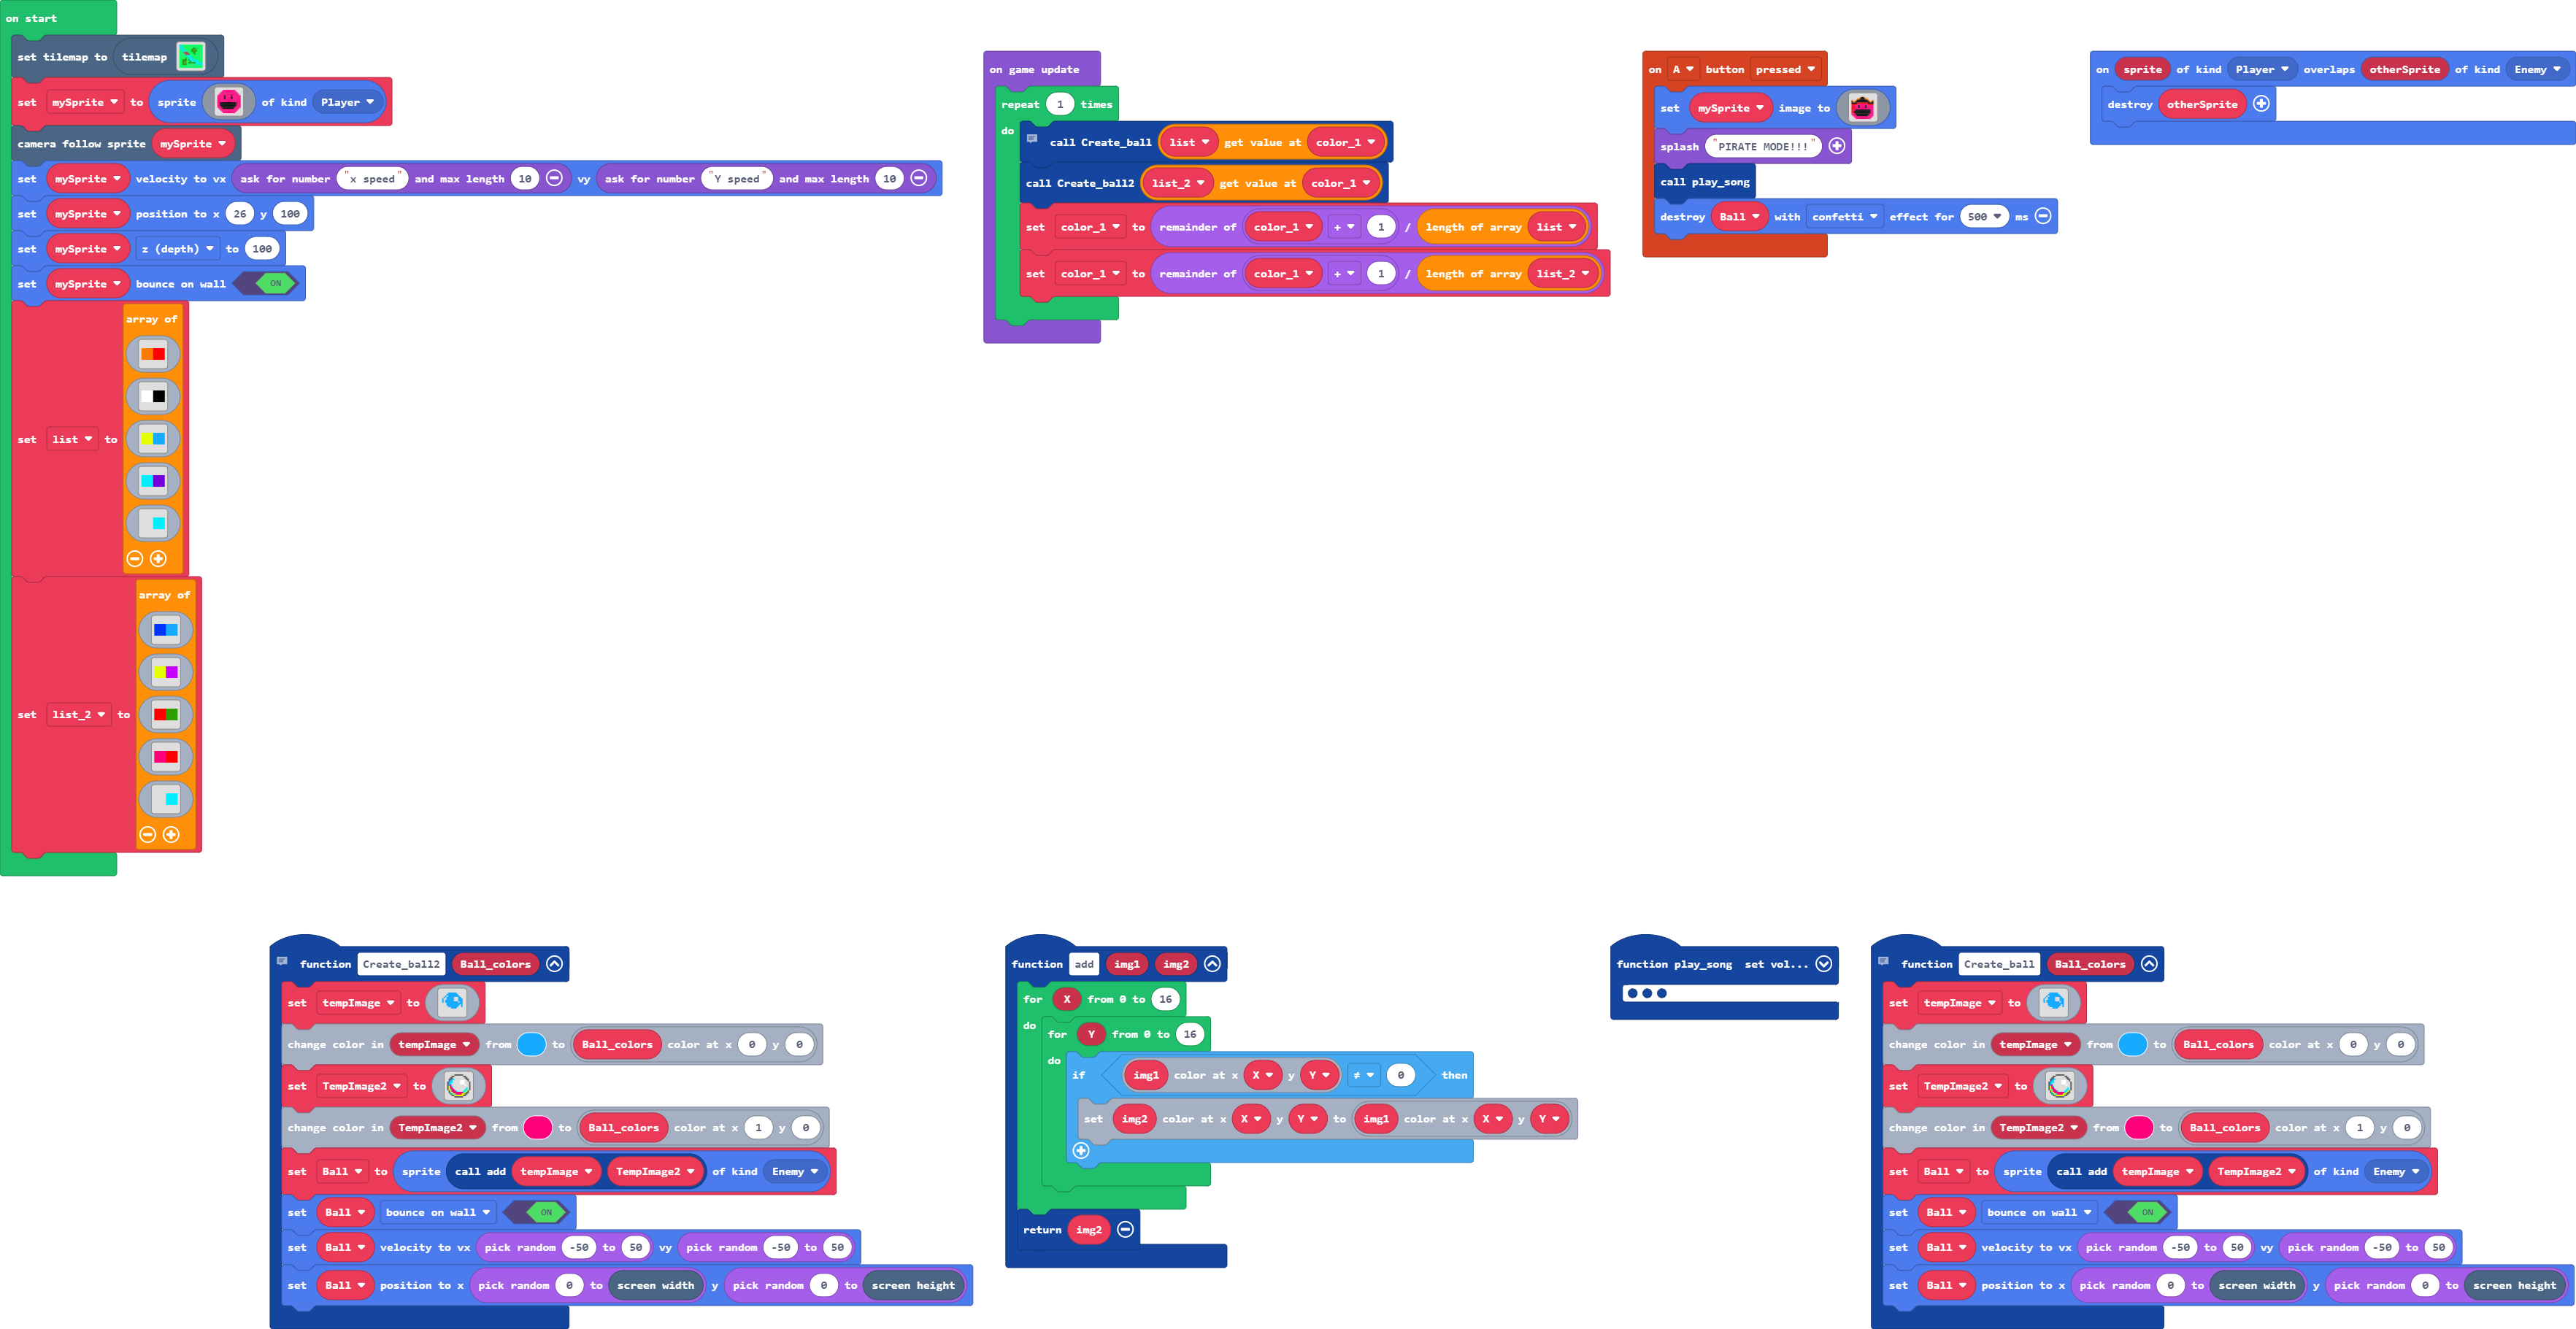 on start
set tilemap to tilemap
set mySprite to sprite of kind Player
camera follow sprite mySprite
set mySprite velocity to vx ask for number "x speed" and max length 10 vy ask for number "Y speed" and max length 10
set mySprite position to x 26 y 100
set mySprite z (depth) to 100
set mySprite bounce on wall ON
array of
set list to
array of
set list_2 to
on game update
repeat 1 times
do
call Create_ball list get value at color_1
call Create_ball2 list_2 get value at color_1
set color_1 to remainder of color_1 + 1 / length of array list
set color_1 to remainder of color_1 + 1 / length of array list_2
on A button pressed
set mySprite image to
splash "PIRATE MODE!!!"
call play_song
destroy Ball with confetti effect for 500 ms
on sprite of kind Player overlaps otherSprite of kind Enemy
destroy otherSprite
function Create_ball2 Ball_colors
set tempImage to
change color in tempImage from to Ball_colors color at x 0 y 0
set TempImage2 to
change color in TempImage2 from to Ball_colors color at x 1 y 0
set Ball to sprite call add tempImage TempImage2 of kind Enemy
set Ball bounce on wall ON
set Ball velocity to vx pick random -50 to 50 vy pick random -50 to 50
set Ball position to x pick random 0 to screen width y pick random 0 to screen height
function add img1 img2
for X from 0 to 16
do
for Y from 0 to 16
do
if img1 color at x X y Y ≠ 0 then
set img2 color at x X y Y to img1 color at x X y Y
return img2
function play_song set vol...
function Create_ball Ball_colors
set tempImage to
change color in tempImage from to Ball_colors color at x 0 y 0
set TempImage2 to
change color in TempImage2 from to Ball_colors color at x 1 y 0
set Ball to sprite call add tempImage TempImage2 of kind Enemy
set Ball bounce on wall ON
set Ball velocity to vx pick random -50 to 50 vy pick random -50 to 50
set Ball position to x pick random 0 to screen width y pick random 0 to screen height